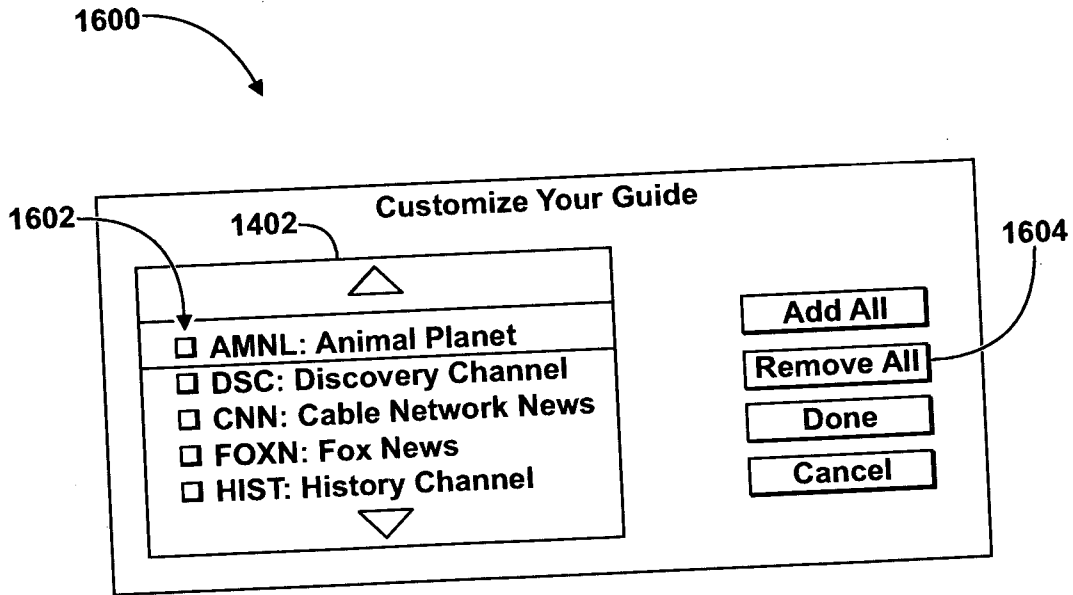 1600
Customize Your Guide
1602
1402
1604
AMNL: Animal Planet
DSC: Discovery Channel
CNN: Cable Network News
FOXN: Fox News
HIST: History Channel
Add All
Remove All
Done
Cancel